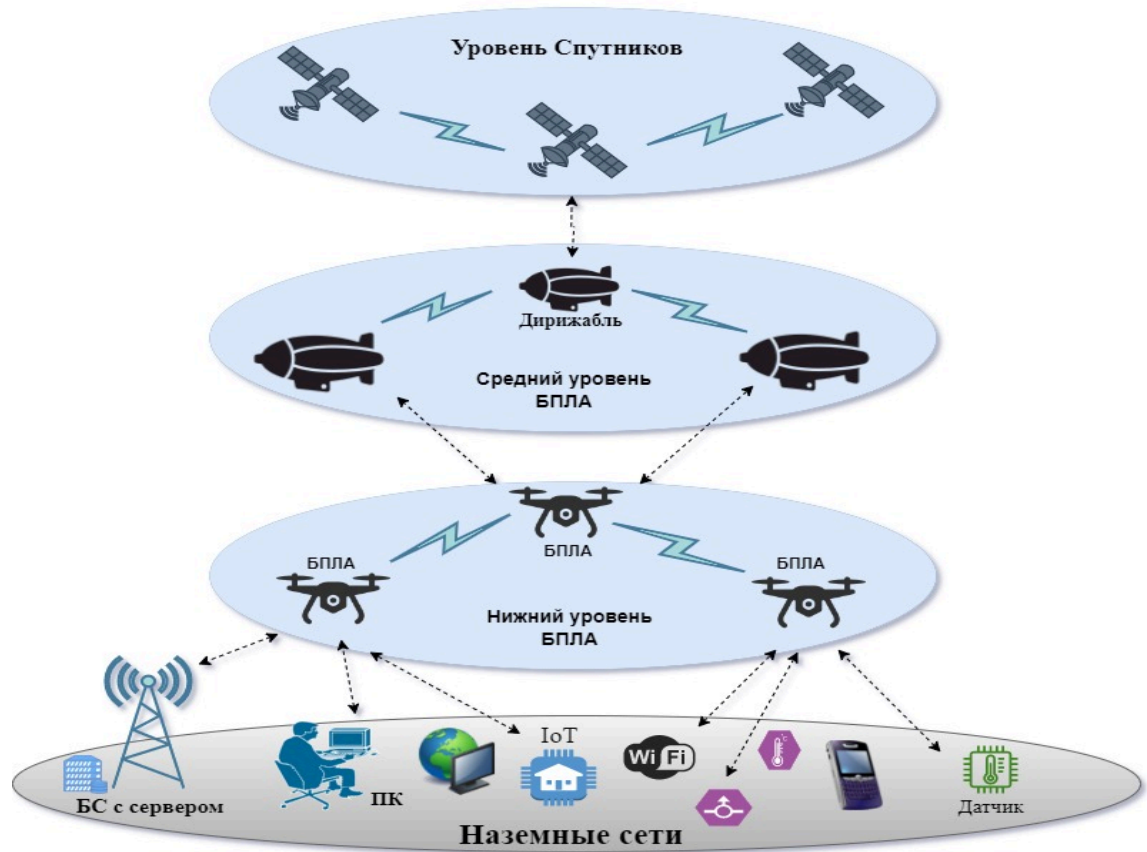 Уровень Спутников
Дирижабль
Средний уровень
БПЛА
БПЛА
БПЛА
БПЛА
Нижний уровень
БПЛА
IoT
Wi Fi
ПК
БС с сервером
Датчик
Наземные сети